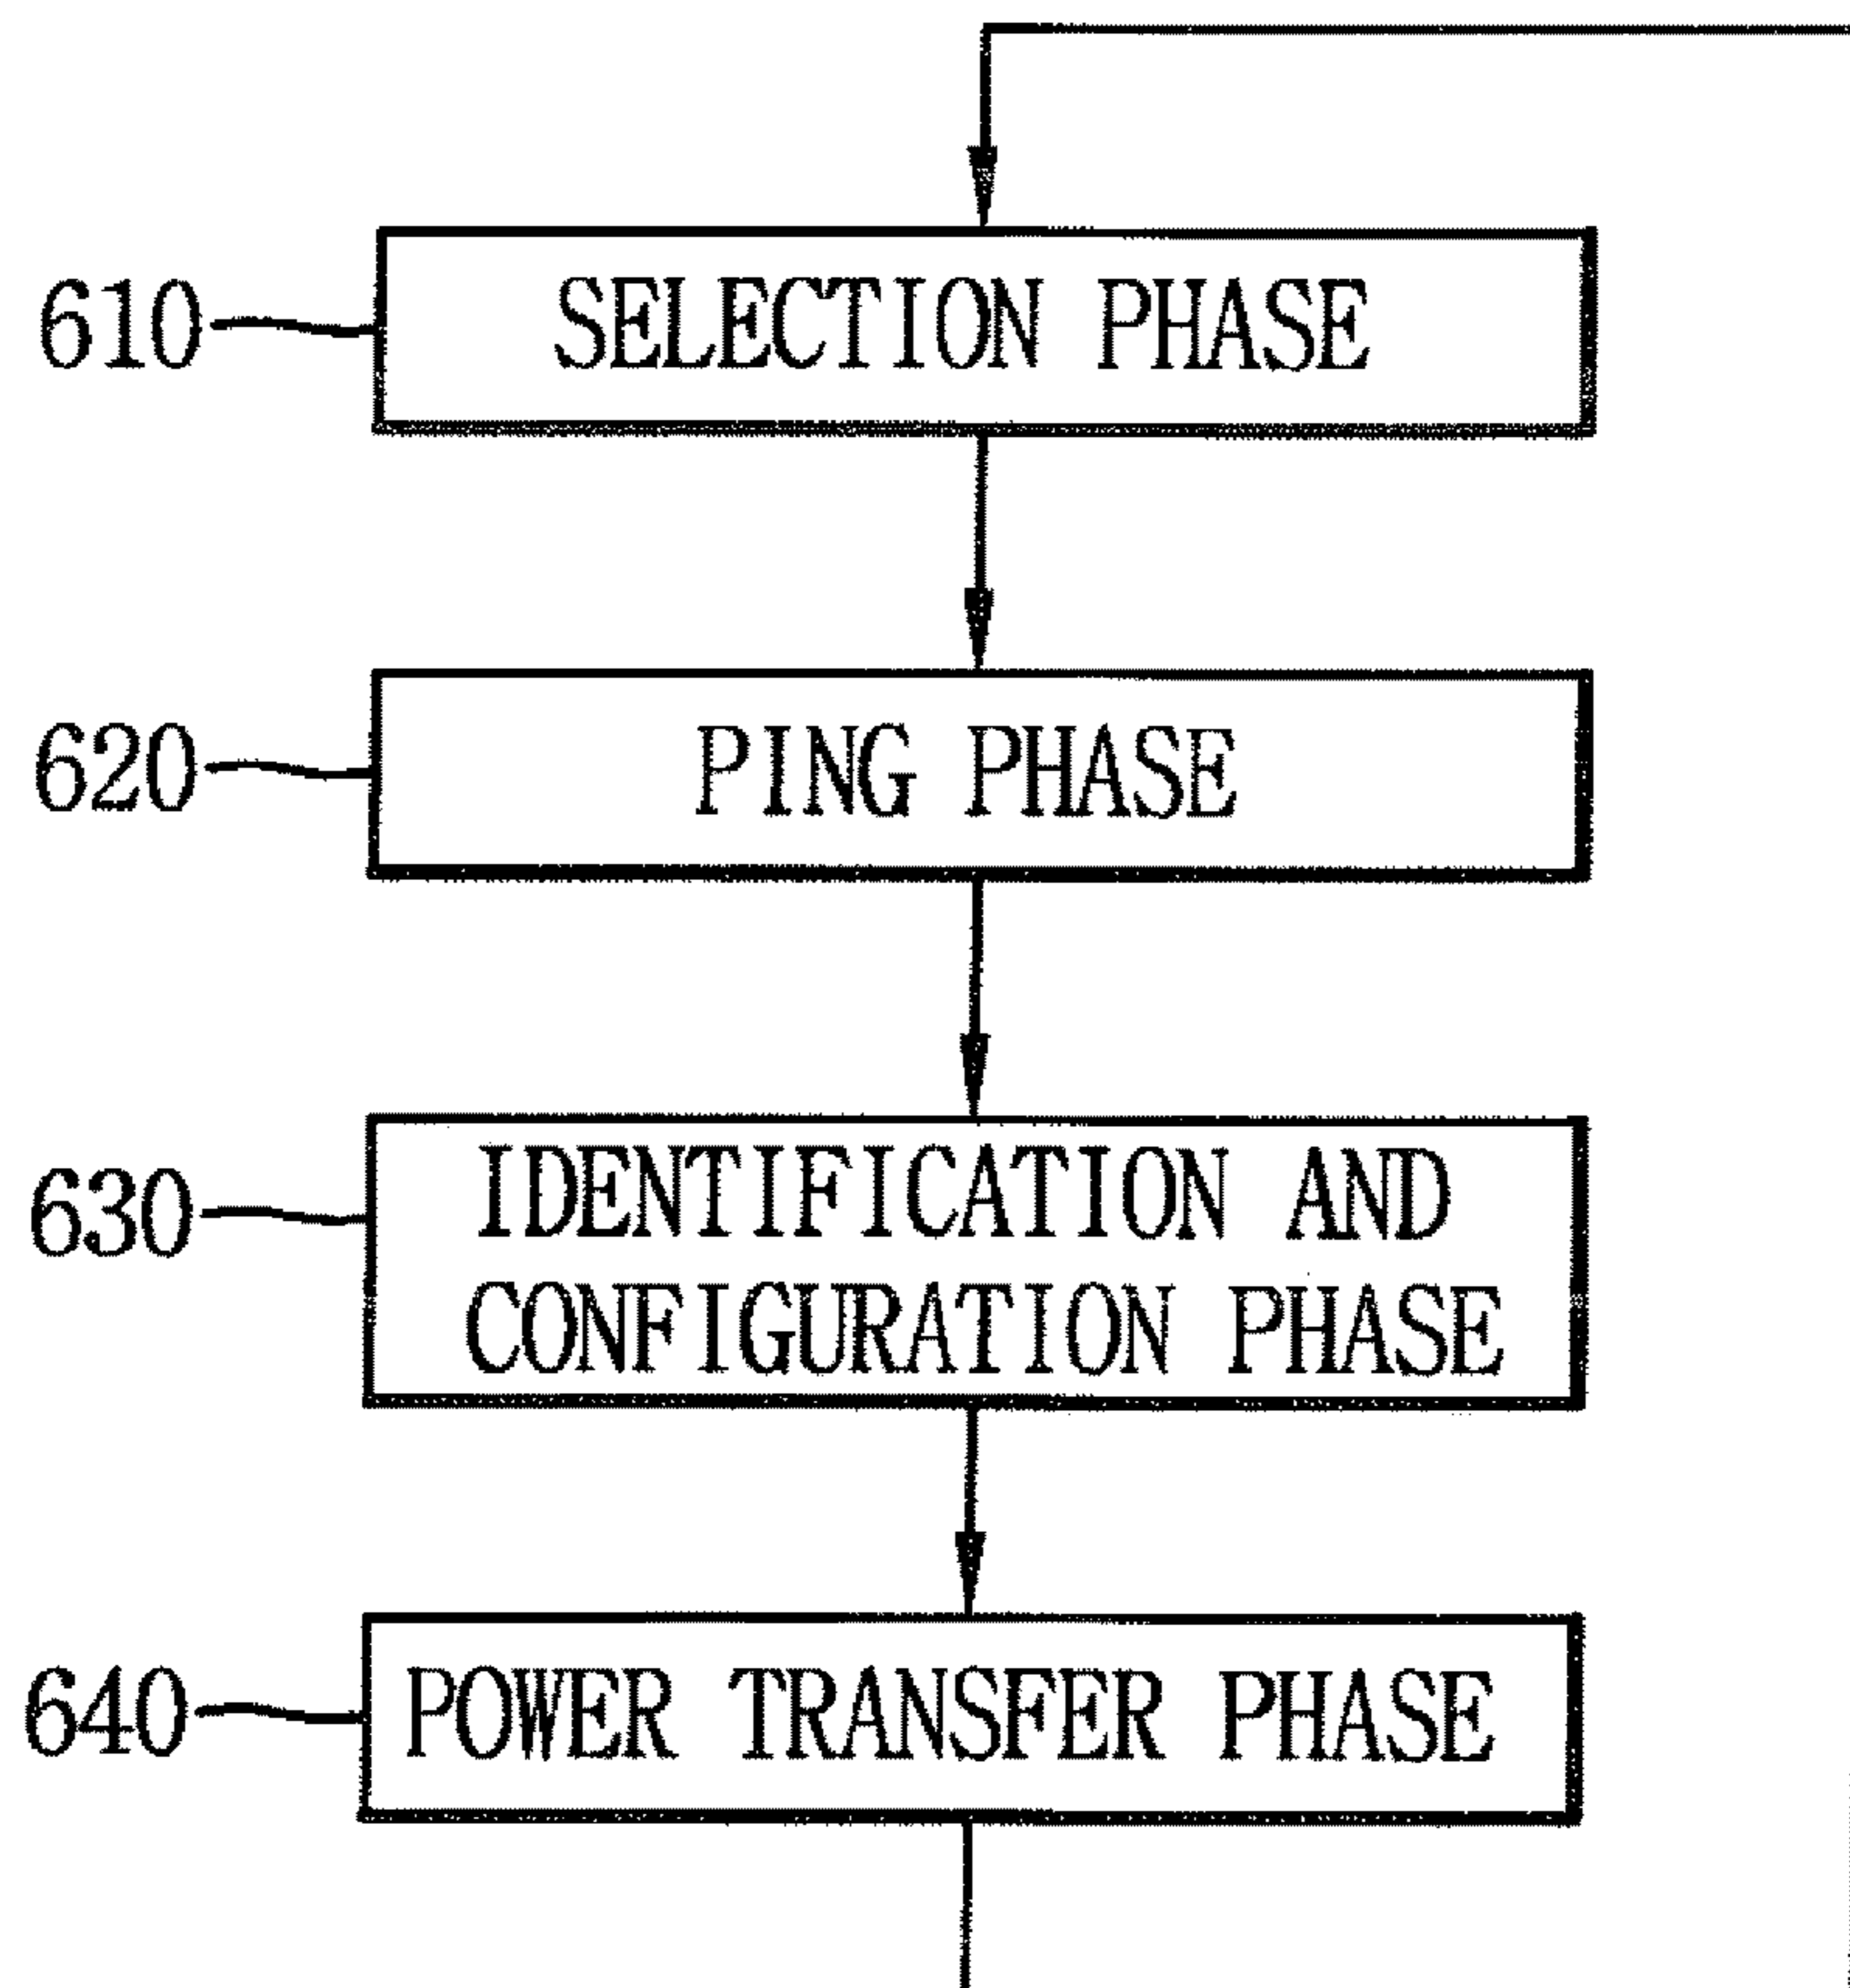 610
SELECTION PHASE
620
PING PHASE
630
IDENTIFICATION AND
CONFIGURATION PHASE
640
POWER TRANSFER PHASE